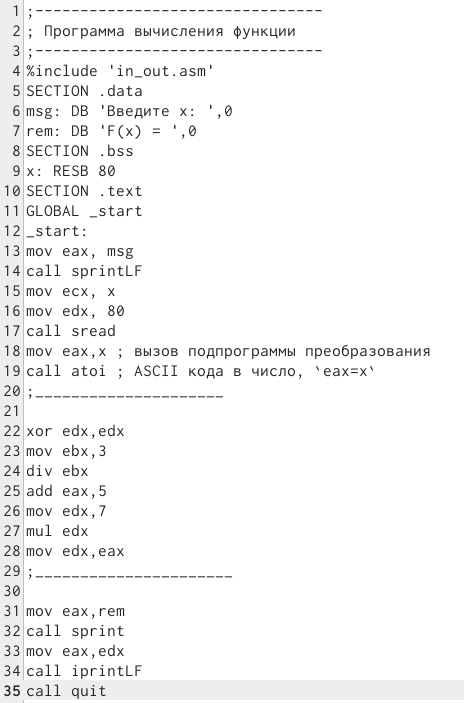 1 ;--------------------------------
2 ; Программа вычисления функции
3 ;--------------------------------
4 %include 'in_out.asm'
5 SECTION .data
6 msg: DB 'Введите x: ',0
7 rem: DB 'F(x) = ',0
8 SECTION .bss
9 x: RESB 80
10 SECTION .text
11 GLOBAL _start
12 _start:
13 mov eax, msg
14 call sprintLF
15 mov ecx, x
16 mov edx, 80
17 call sread
18 mov eax,x ; вызов подпрограммы преобразования
19 call atoi ; ASCII кода в число, `eax=x`
20 ;_____________________
21
22 xor edx,edx
23 mov ebx,3
24 div ebx
25 add eax,5
26 mov edx,7
27 mul edx
28 mov edx,eax
29 ;______________________
30
31 mov eax,rem
32 call sprint
33 mov eax,edx
34 call iprintLF
35 call quit